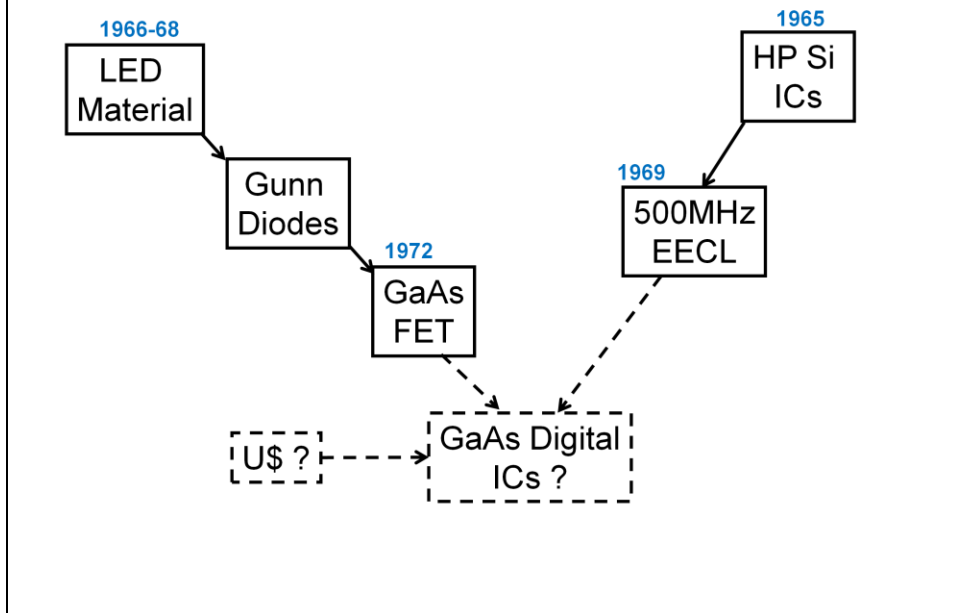 1966-68
LED
Material
Gunn
Diodes
1972
GaAs
FET
1965
HP Si
ICs
1969
500MHz
EECL
U$ ?
GaAs Digital
ICs ?